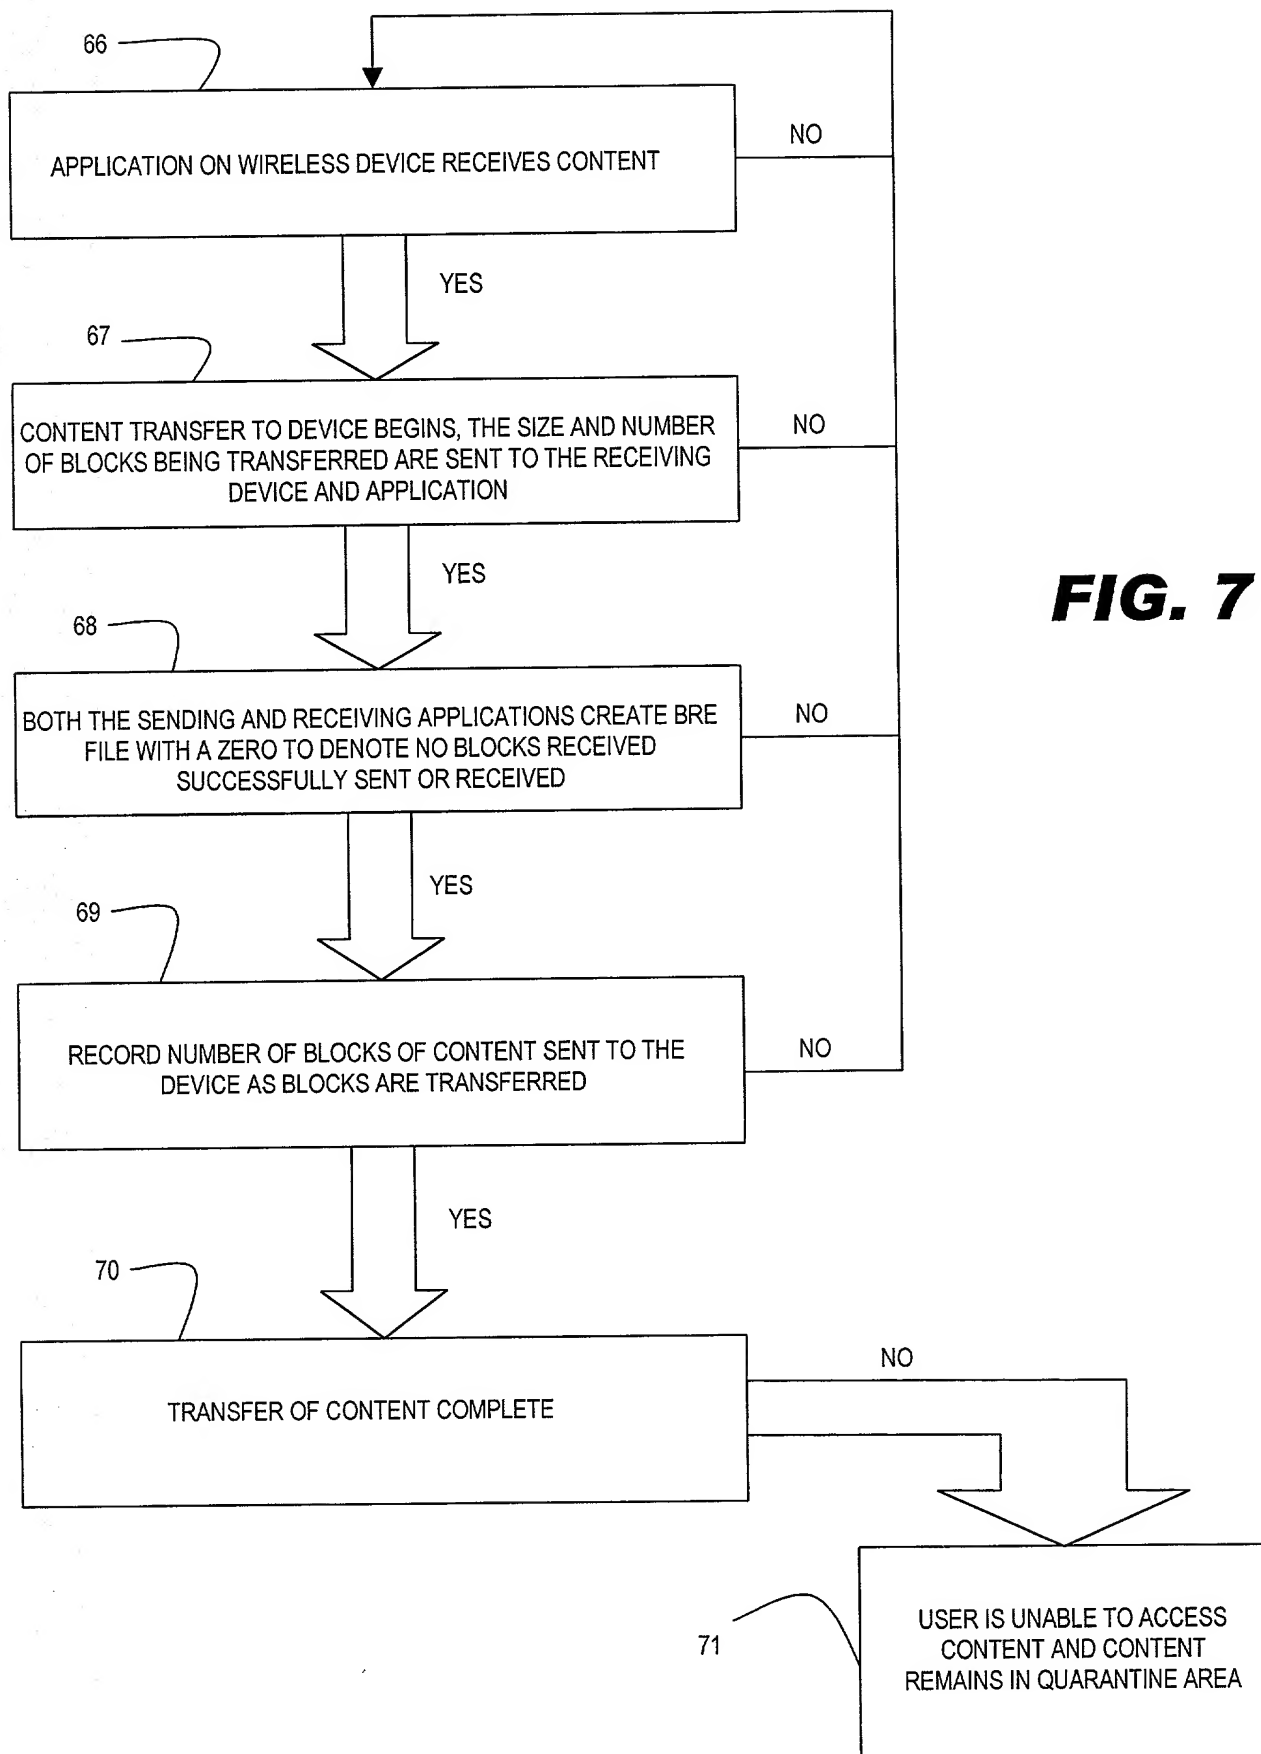 66
APPLICATION ON WIRELESS DEVICE RECEIVES CONTENT
NO
YES
67
CONTENT TRANSFER TO DEVICE BEGINS, THE SIZE AND NUMBER
OF BLOCKS BEING TRANSFERRED ARE SENT TO THE RECEIVING
DEVICE AND APPLICATION
NO
YES
FIG. 7
68
BOTH THE SENDING AND RECEIVING APPLICATIONS CREATE BRE
FILE WITH A ZERO TO DENOTE NO BLOCKS RECEIVED
SUCCESSFULLY SENT OR RECEIVED
NO
YES
69
RECORD NUMBER OF BLOCKS OF CONTENT SENT TO THE
DEVICE AS BLOCKS ARE TRANSFERRED
NO
YES
70
TRANSFER OF CONTENT COMPLETE
NO
71
USER IS UNABLE TO ACCESS
CONTENT AND CONTENT
REMAINS IN QUARANTINE AREA